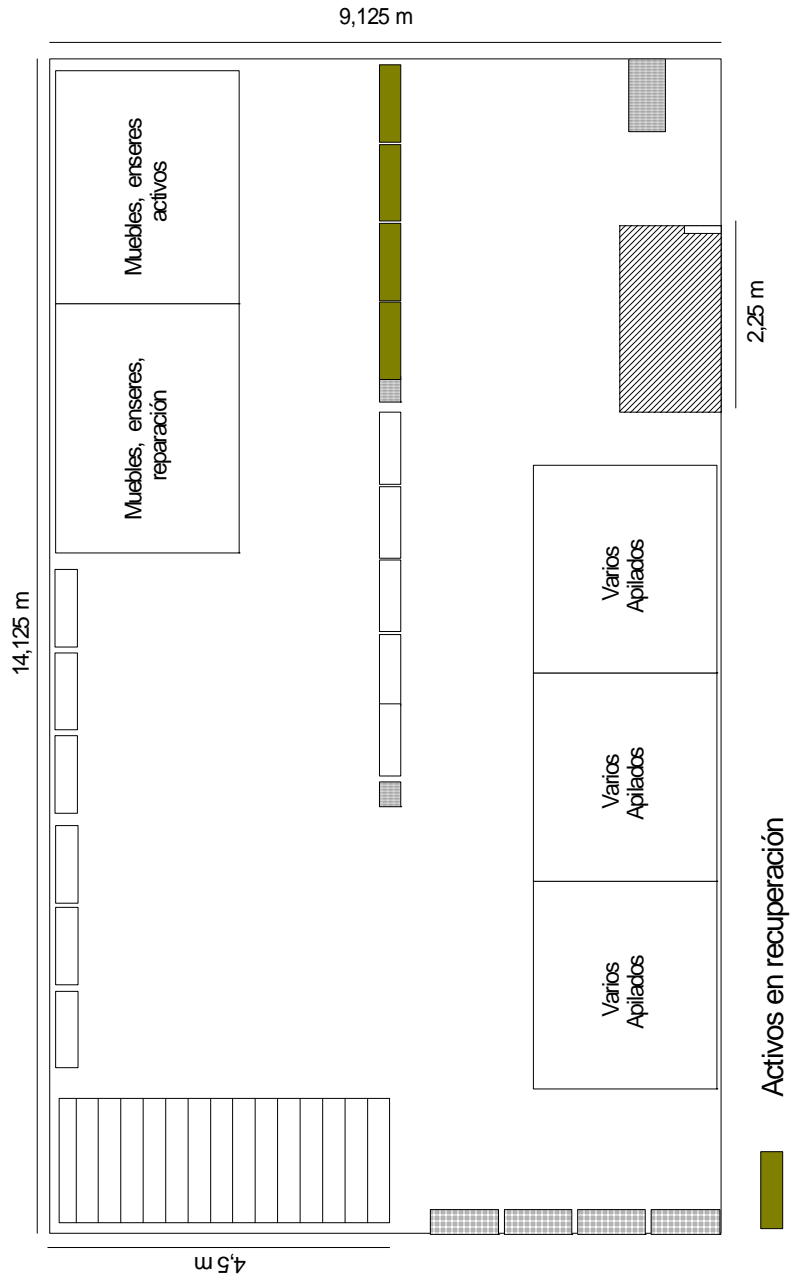 9,125 m
14,125 m
Muebles, enseres
activos
Muebles, enseres,
reparación
2,25 m
Varios
Apilados
Varios
Apilados
Varios
Apilados
4,5 m
Activos en recuperación